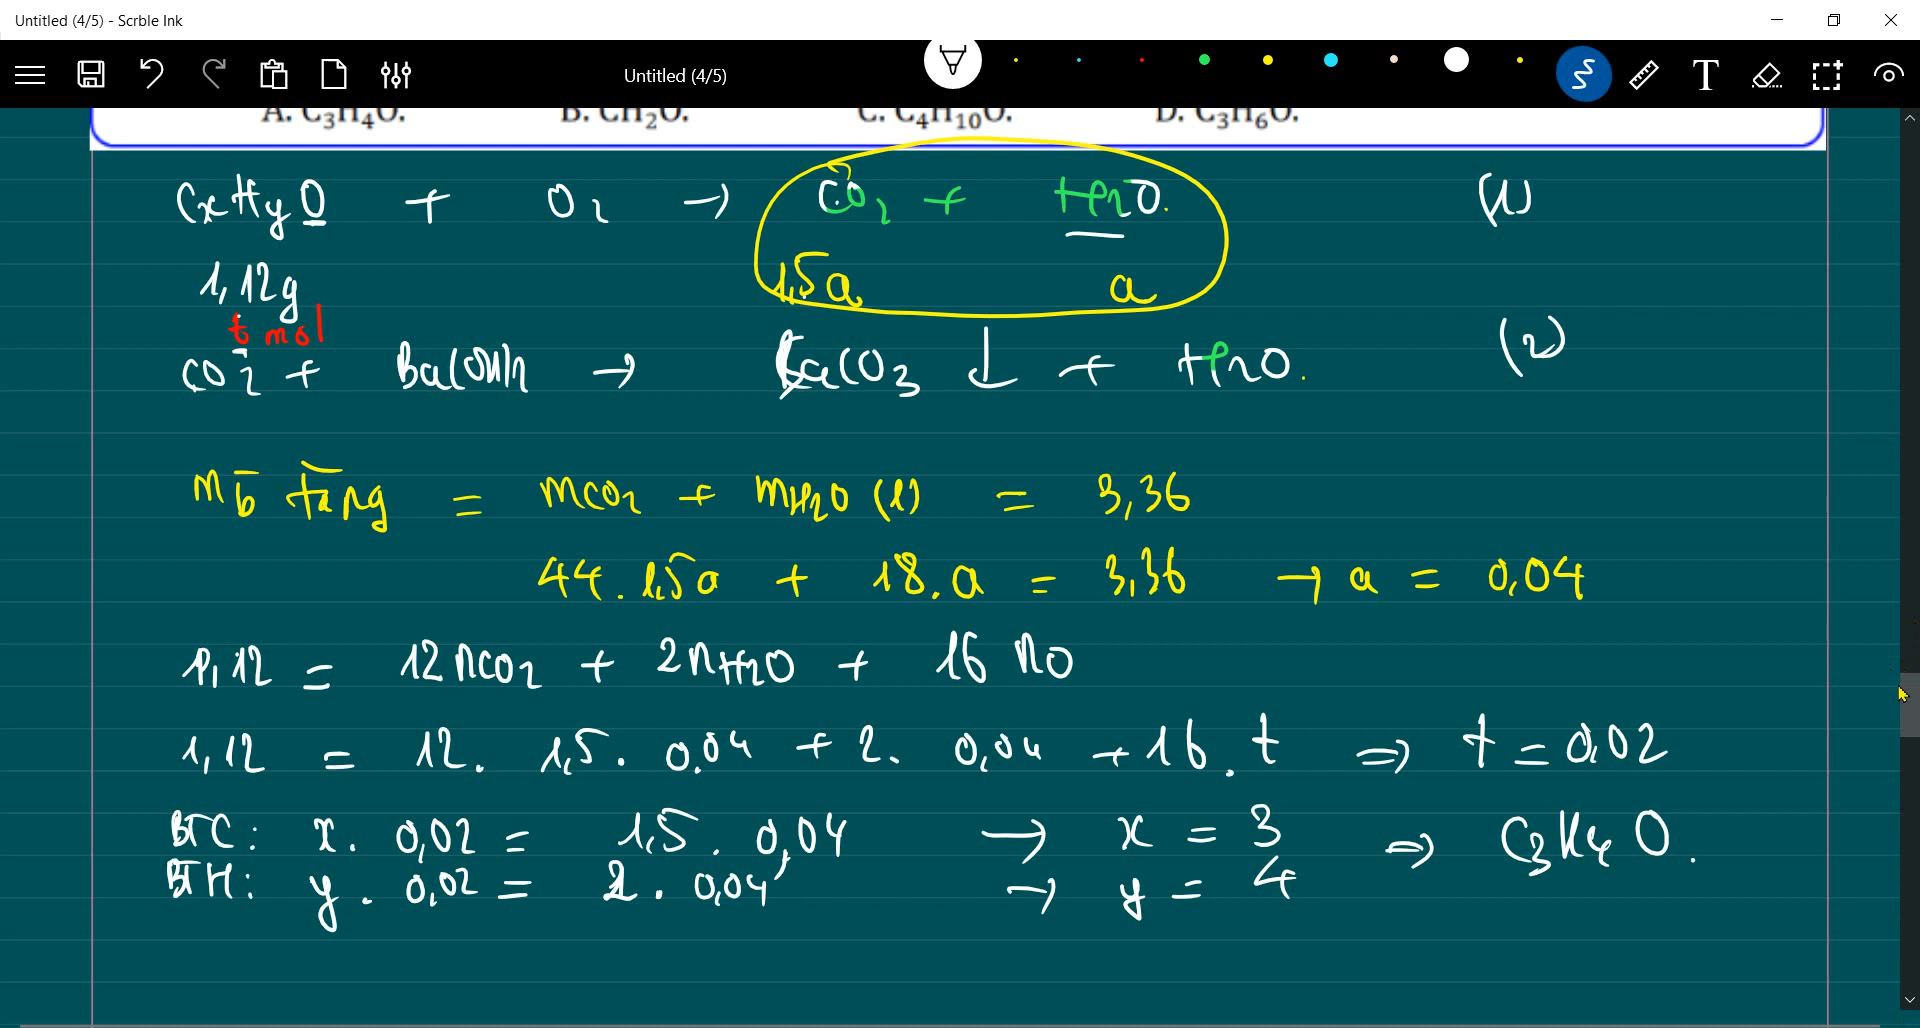 Untitled (4/5) - Scrble Ink
Untitled (4/5)
T
A. C₃H₄O. B. CH₂O. C. C₄H₁₀O. D. C₃H₆O.
CxHyO + O₂ → CO₂ + H₂O. (1)
1,12g 1,5a a
t mol
CO₂ + Ba(OH)₂ → BaCO₃ ↓ + H₂O. (2)
m b tăng = mCO₂ + mH₂O (1) = 3,36
44. 1,5a + 18. a = 3,36 → a = 0,04
1,12 = 12nCO₂ + 2nH₂O + 16 nO
1,12 = 12. 1,5. 0,04 + 2. 0,04 + 16. t ⇒ t = 0,02
BTC: x. 0,02 = 1,5. 0,04 → x = 3 ⇒ C₃H₄O.
BTH: y. 0,02 = 2. 0,04 → y = 4